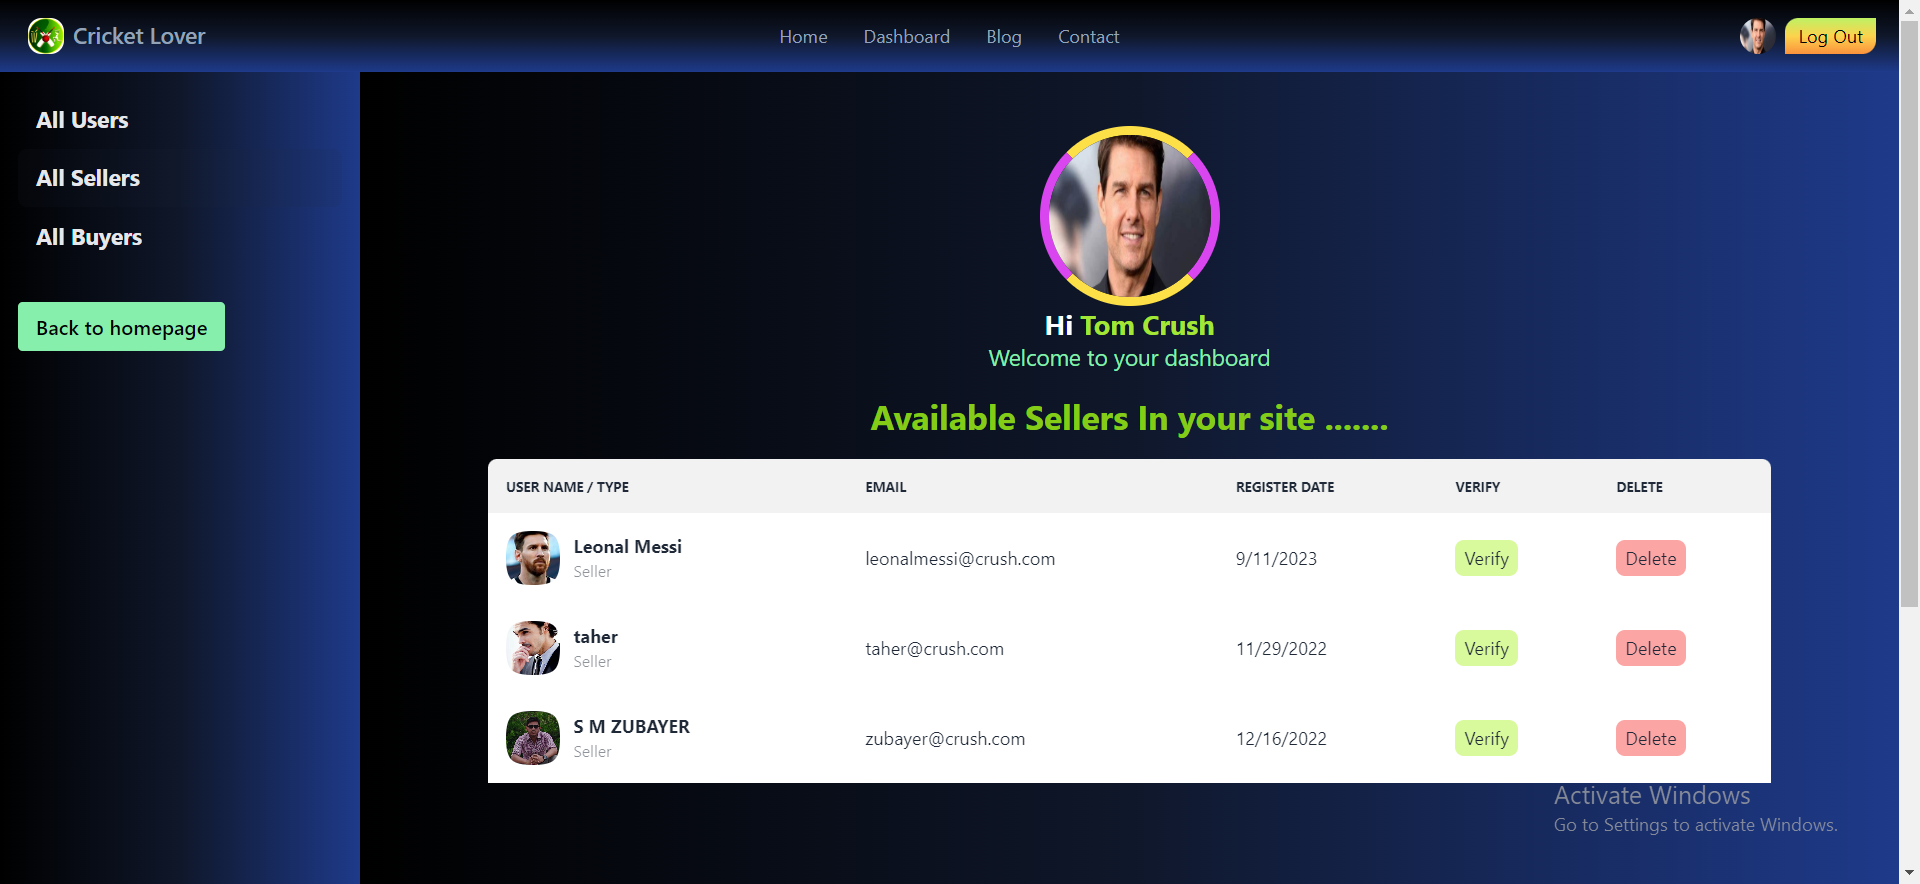 Cricket Lover
Home
Dashboard
Blog
Contact
Log Out
All Users
All Sellers
All Buyers
Back to homepage
Hi Tom Crush
Welcome to your dashboard
Available Sellers In your site .......
USER NAME / TYPE EMAIL REGISTER DATE VERIFY DELETE
Leonal Messi
Seller
leonalmessi@crush.com 9/11/2023 Verify Delete
taher
Seller
taher@crush.com 11/29/2022 Verify Delete
S M ZUBAYER
Seller
zubayer@crush.com 12/16/2022 Verify Delete
Activate Windows
Go to Settings to activate Windows.